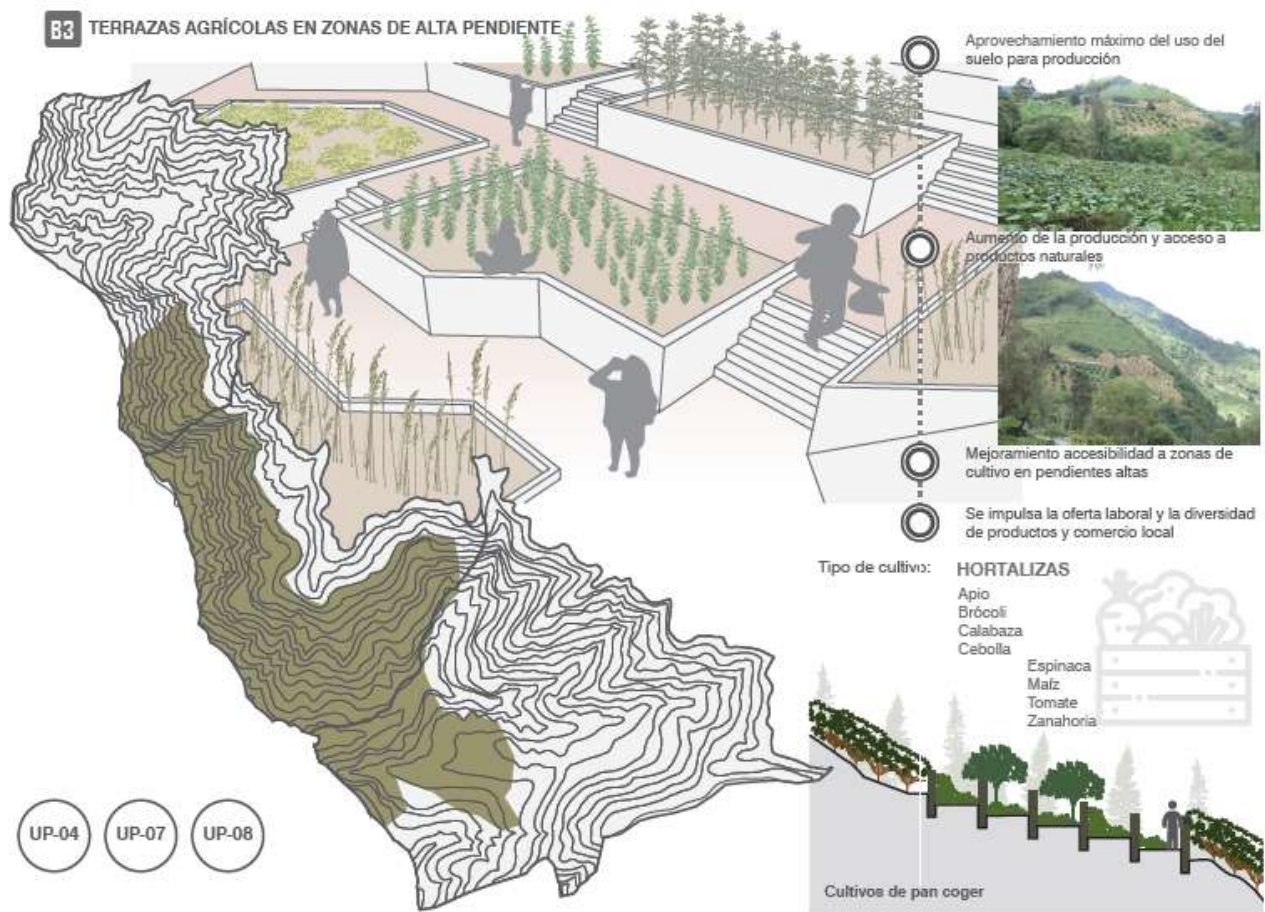 B3 TERRAZAS AGRÍCOLAS EN ZONAS DE ALTA PENDIENTE
Aprovechamiento máximo del uso del
suelo para producción
Aumento de la producción y acceso a
productos naturales
Mejoramiento accesibilidad a zonas de
cultivo en pendientes altas
Se impulsa la oferta laboral y la diversidad
de productos y comercio local
Tipo de cultivo: HORTALIZAS
Apio
Brócoli
Calabaza
Cebolla
Espinaca
Maíz
Tomate
Zanahoria
UP-04 UP-07 UP-08
Cultivos de pan coger